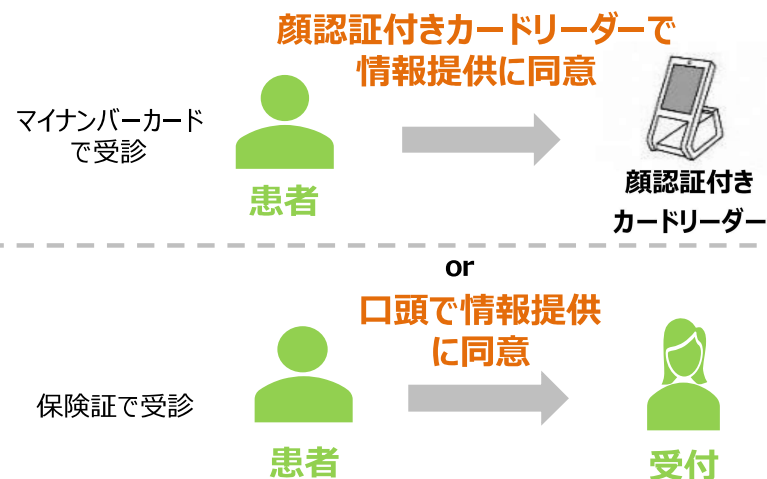 顔認証付きカードリーダーで
情報提供に同意
マイナンバーカード
で受診
患者
顔認証付き
カードリーダー
or
口頭で情報提供
に同意
保険証で受診
患者
受付